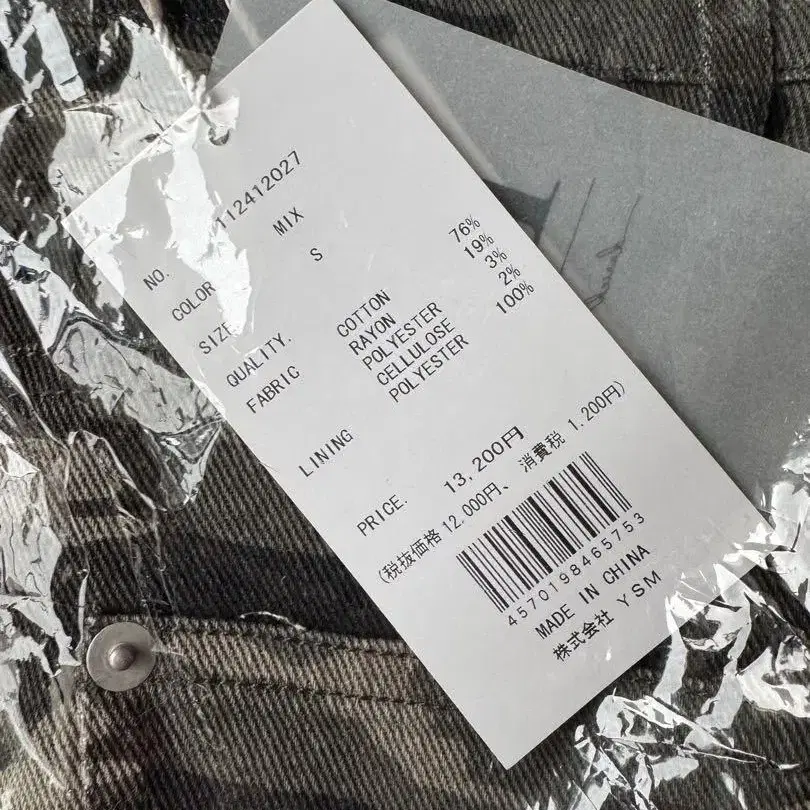 NO. 112412027
COLOR MIX
SIZE S
QUALITY.
FABRIC COTTON 76%
RAYON 19%
POLYESTER 3%
CELLULOSE 2%
LINING POLYESTER 100%
PRICE. 13,200円
(税抜価格 12,000円、 消費税 1,200円)
4570198465753
MADE IN CHINA
株式会社 YSM